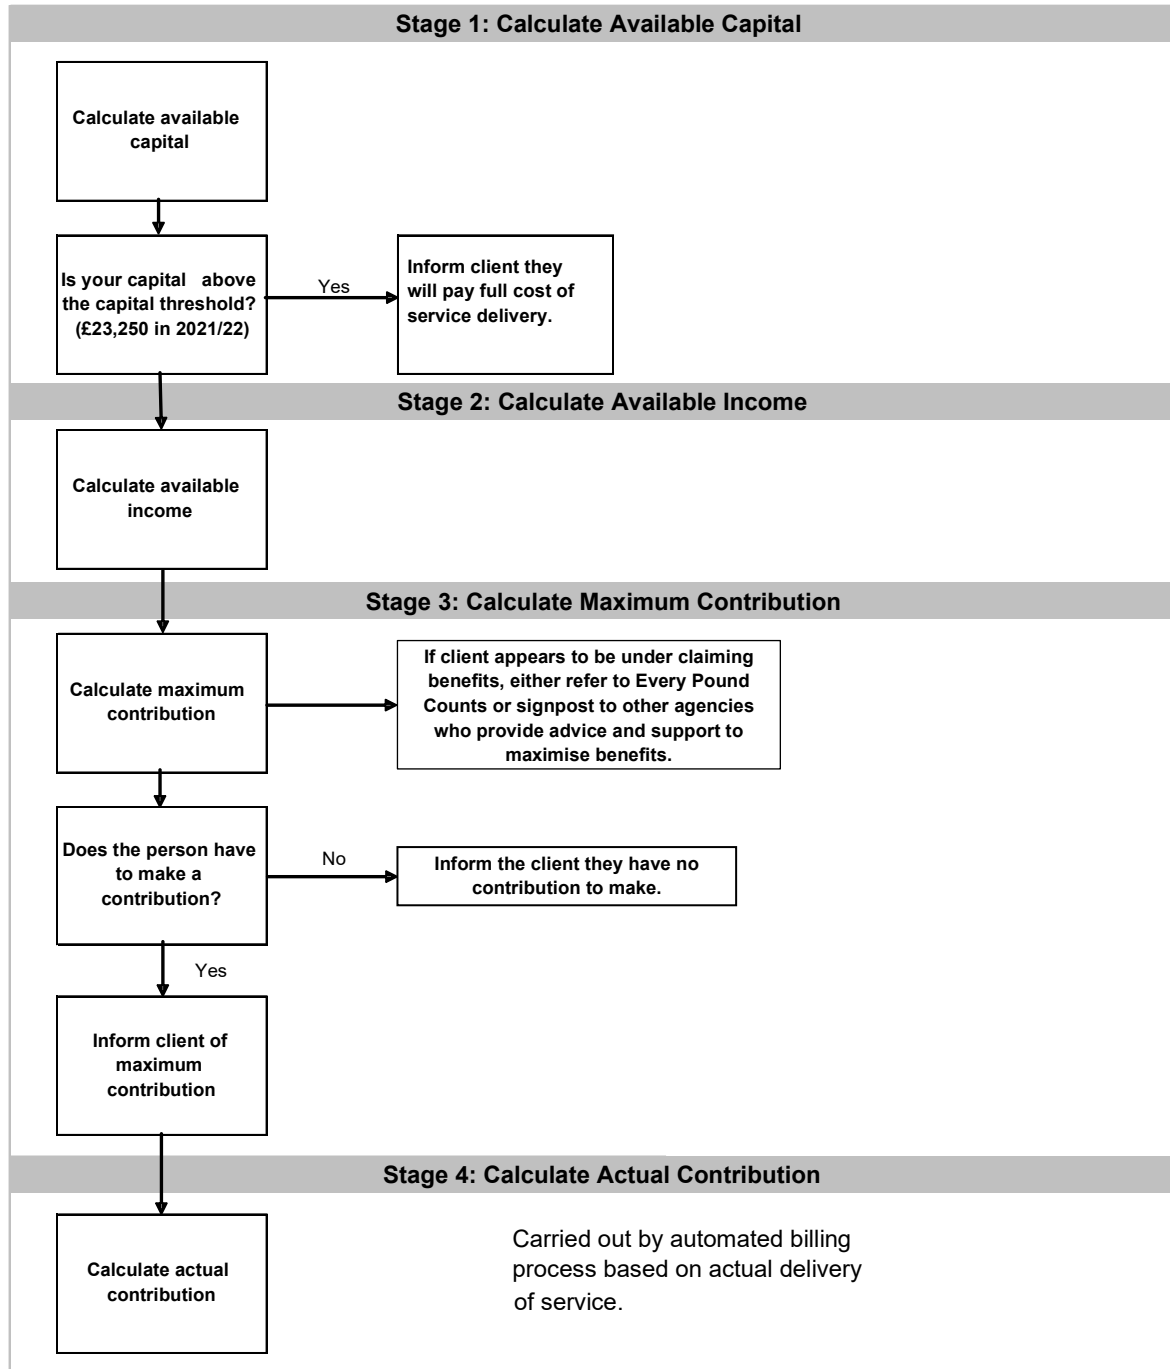 Stage 1: Calculate Available Capital
Calculate available
capital
Is your capital above
the capital threshold?
(£23,250 in 2021/22)
Yes
Inform client they
will pay full cost of
service delivery.
Stage 2: Calculate Available Income
Calculate available
income
Stage 3: Calculate Maximum Contribution
Calculate maximum
contribution
If client appears to be under claiming
benefits, either refer to Every Pound
Counts or signpost to other agencies
who provide advice and support to
maximise benefits.
Does the person have
to make a
contribution?
No
Inform the client they have no
contribution to make.
Yes
Inform client of
maximum
contribution
Stage 4: Calculate Actual Contribution
Calculate actual
contribution
Carried out by automated billing
process based on actual delivery
of service.